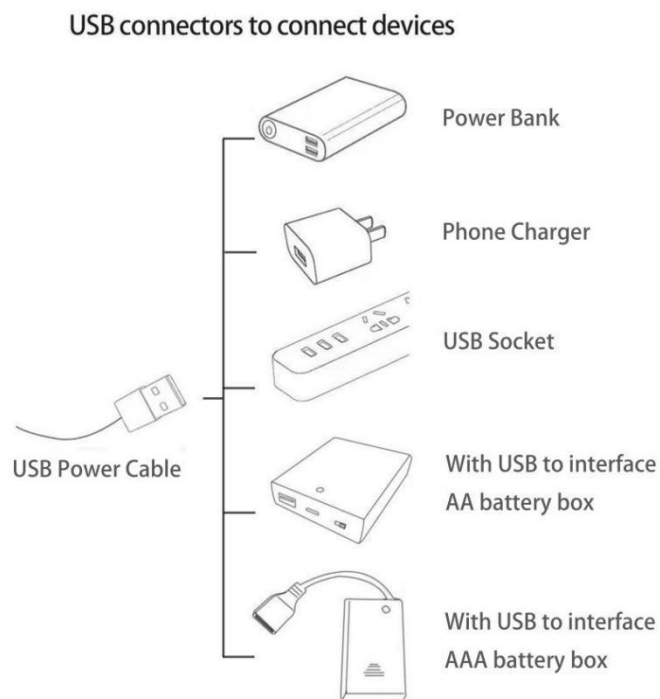 USB connectors to connect devices
Power Bank
Phone Charger
USB Socket
USB Power Cable
With USB to interface
AA battery box
With USB to interface
AAA battery box